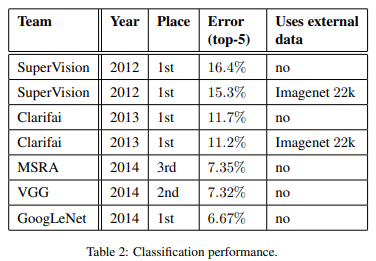 Team Year Place Error (top-5) Uses external data
SuperVision 2012 1st 16.4% no
SuperVision 2012 1st 15.3% Imagenet 22k
Clarifai 2013 1st 11.7% no
Clarifai 2013 1st 11.2% Imagenet 22k
MSRA 2014 3rd 7.35% no
VGG 2014 2nd 7.32% no
GoogLeNet 2014 1st 6.67% no
Table 2: Classification performance.